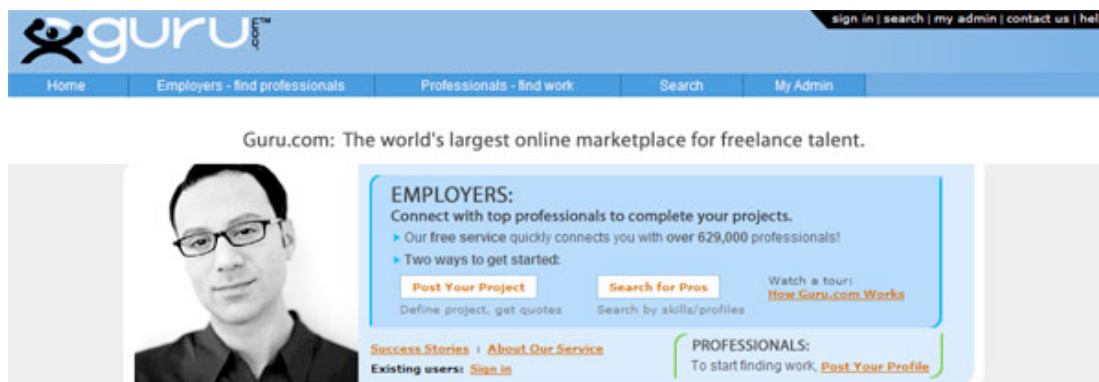 guru.com™
sign in | search | my admin | contact us | hel
Home Employers - find professionals Professionals - find work Search My Admin
Guru.com: The world's largest online marketplace for freelance talent.
EMPLOYERS:
Connect with top professionals to complete your projects.
Our free service quickly connects you with over 629,000 professionals!
Two ways to get started:
Post Your Project Search for Pros
Define project, get quotes Search by skills/profiles
Watch a tour:
How Guru.com Works
Success Stories : About Our Service
Existing users: Sign in
PROFESSIONALS:
To start finding work, Post Your Profile